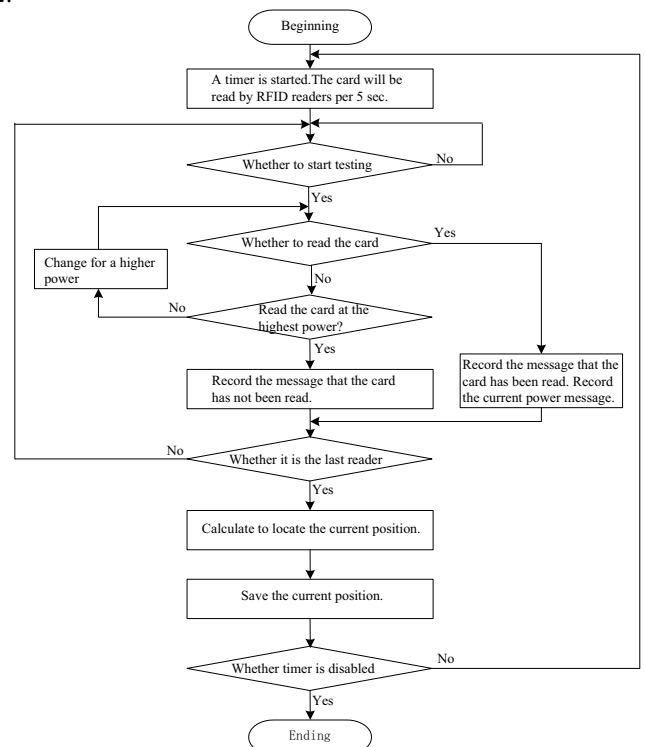 Beginning
A timer is started.The card will be
read by RFID readers per 5 sec.
Whether to start testing
No
Yes
Whether to read the card
Yes
Change for a higher
power
No
Read the card at the
highest power?
No
Yes
Record the message that the card
has not been read.
Record the message that the
card has been read. Record
the current power message.
Whether it is the last reader
No
Yes
Calculate to locate the current position.
Save the current position.
Whether timer is disabled
No
Yes
Ending